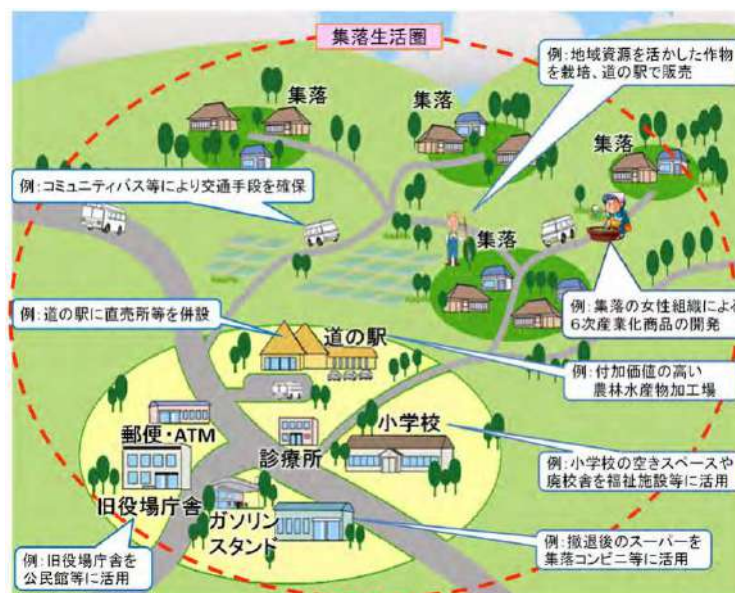 集落生活圏
例:地域資源を活かした作物
を栽培、道の駅で販売
集落
集落
集落
例:コミュニティバス等により交通手段を確保
集落
例:集落の女性組織による
6次産業化商品の開発
例:道の駅に直売所等を併設
道の駅
例:付加価値の高い
農林水産物加工場
郵便・ATM
小学校
診療所
例:小学校の空きスペースや
廃校舎を福祉施設等に活用
旧役場庁舎
ガソリン
スタンド
例:撤退後のスーパーを
集落コンビニ等に活用
例:旧役場庁舎を
公民館等に活用